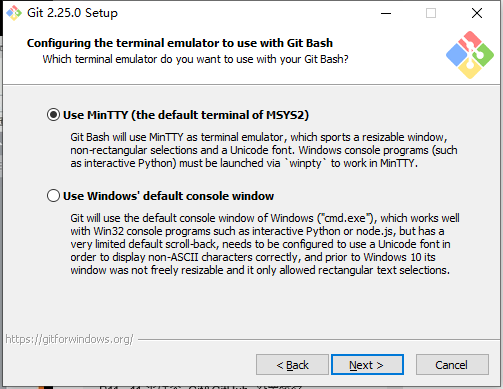 Git 2.25.0 Setup
Configuring the terminal emulator to use with Git Bash
Which terminal emulator do you want to use with your Git Bash?
Use MinTTY (the default terminal of MSYS2)
Git Bash will use MinTTY as terminal emulator, which sports a resizable window,
non-rectangular selections and a Unicode font. Windows console programs (such
as interactive Python) must be launched via `winpty` to work in MinTTY.
Use Windows' default console window
Git will use the default console window of Windows ("cmd.exe"), which works well
with Win32 console programs such as interactive Python or node.js, but has a
very limited default scroll-back, needs to be configured to use a Unicode font in
order to display non-ASCII characters correctly, and prior to Windows 10 its
window was not freely resizable and it only allowed rectangular text selections.
https://gitforwindows.org/
< Back
Next >
Cancel